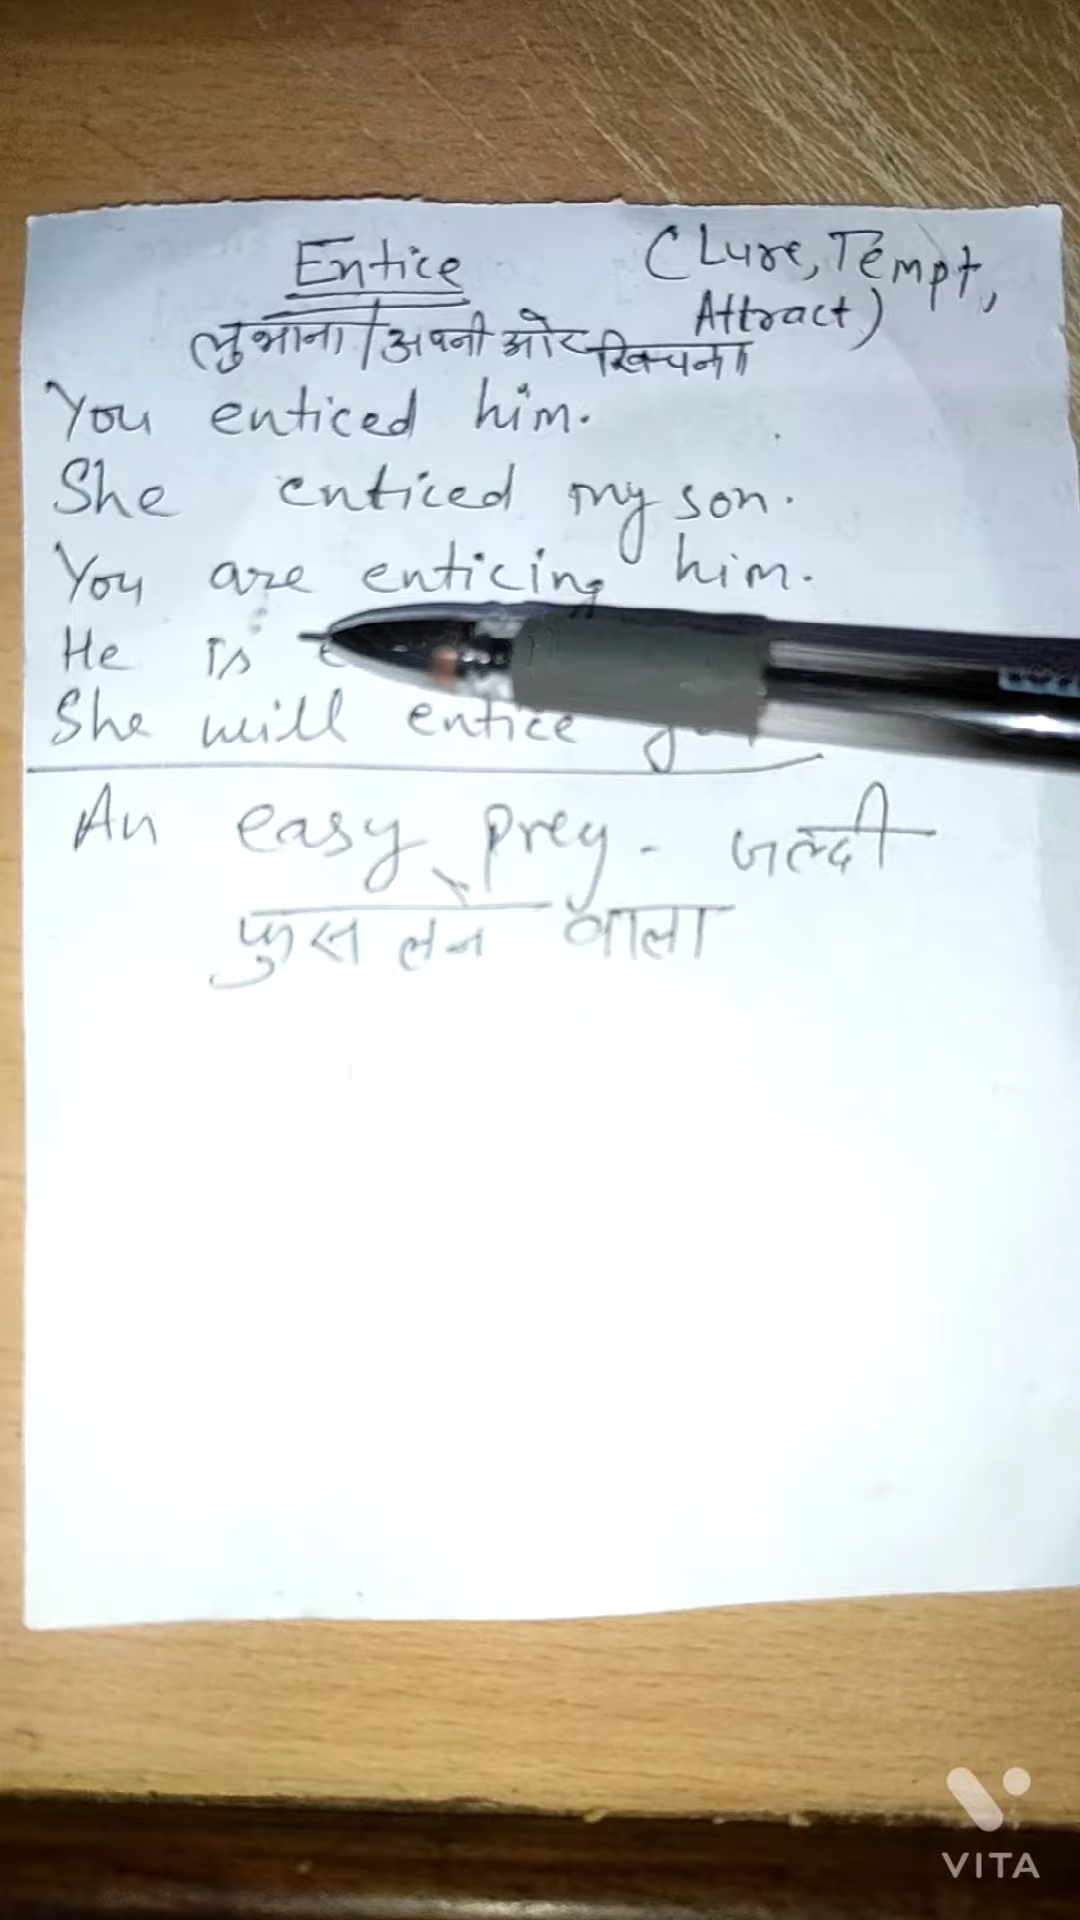 Entice (Lure, Tempt,
Attract)
लुभाना / अपनी ओर खिचना
You enticed him.
She enticed my son.
You are enticing him.
He is
She will entice
An easy prey - जल्दी
फुसलने वाला
VITA